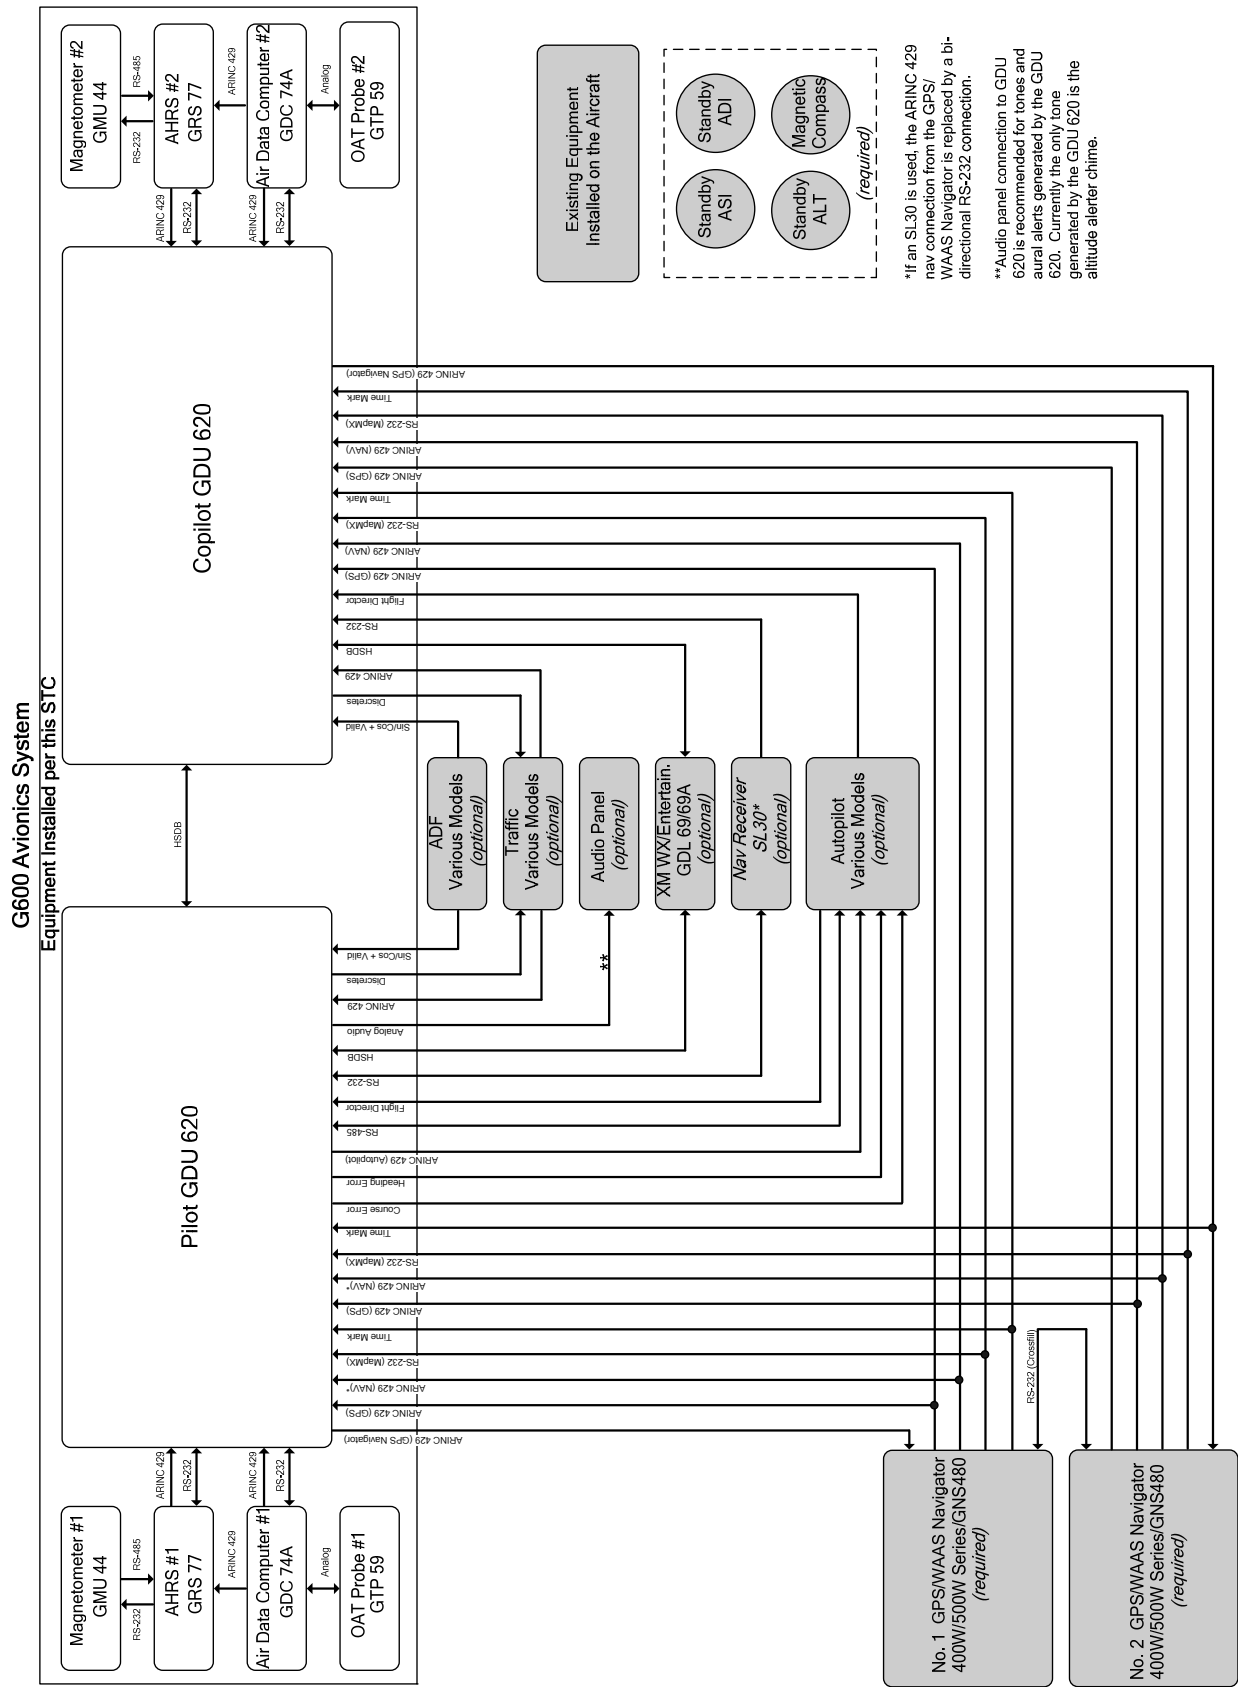 G600 Avionics System
Equipment Installed per this STC
Magnetometer #1
GMU 44
RS-232
RS-485
AHRS #1
GRS 77
ARINC 429
Air Data Computer #1
GDC 74A
Analog
OAT Probe #1
GTP 59
ARINC 429
RS-232
ARINC 429
RS-232
Pilot GDU 620
HSDB
Copilot GDU 620
ARINC 429
RS-232
ARINC 429
RS-232
Magnetometer #2
GMU 44
RS-232
RS-485
AHRS #2
GRS 77
ARINC 429
Air Data Computer #2
GDC 74A
Analog
OAT Probe #2
GTP 59
ARINC 429 (GPS Navigator)
ARINC 429 (GPS)
ARINC 429 (NAV)*
RS-232 (MapMX)
Time Mark
ARINC 429 (GPS)
ARINC 429 (NAV)*
RS-232 (MapMX)
Time Mark
Course Error
Heading Error
ARINC 429 (Autopilot)
RS-485
Flight Director
RS-232
HSDB
Analog Audio
ARINC 429
Discretes
Sin/Cos + Valid
Sin/Cos + Valid
Discretes
ARINC 429
HSDB
RS-232
Flight Director
ARINC 429 (GPS)
ARINC 429 (NAV)
RS-232 (MapMX)
Time Mark
ARINC 429 (GPS)
ARINC 429 (NAV)
RS-232 (MapMX)
Time Mark
ARINC 429 (GPS Navigator)
ADF
Various Models
(optional)
Traffic
Various Models
(optional)
**
Audio Panel
(optional)
XM WX/Entertain.
GDL 69/69A
(optional)
Nav Receiver
SL30*
(optional)
Autopilot
Various Models
(optional)
No. 1 GPS/WAAS Navigator
400W/500W Series/GNS480
(required)
RS-232 (Crossfill)
No. 2 GPS/WAAS Navigator
400W/500W Series/GNS480
(required)
Existing Equipment
Installed on the Aircraft
Standby
ASI
Standby
ADI
Standby
ALT
Magnetic
Compass
(required)
*If an SL30 is used, the ARINC 429
nav connection from the GPS/
WAAS Navigator is replaced by a bi-
directional RS-232 connection.
**Audio panel connection to GDU
620 is recommended for tones and
aural alerts generated by the GDU
620. Currently the only tone
generated by the GDU 620 is the
altitude alerter chime.